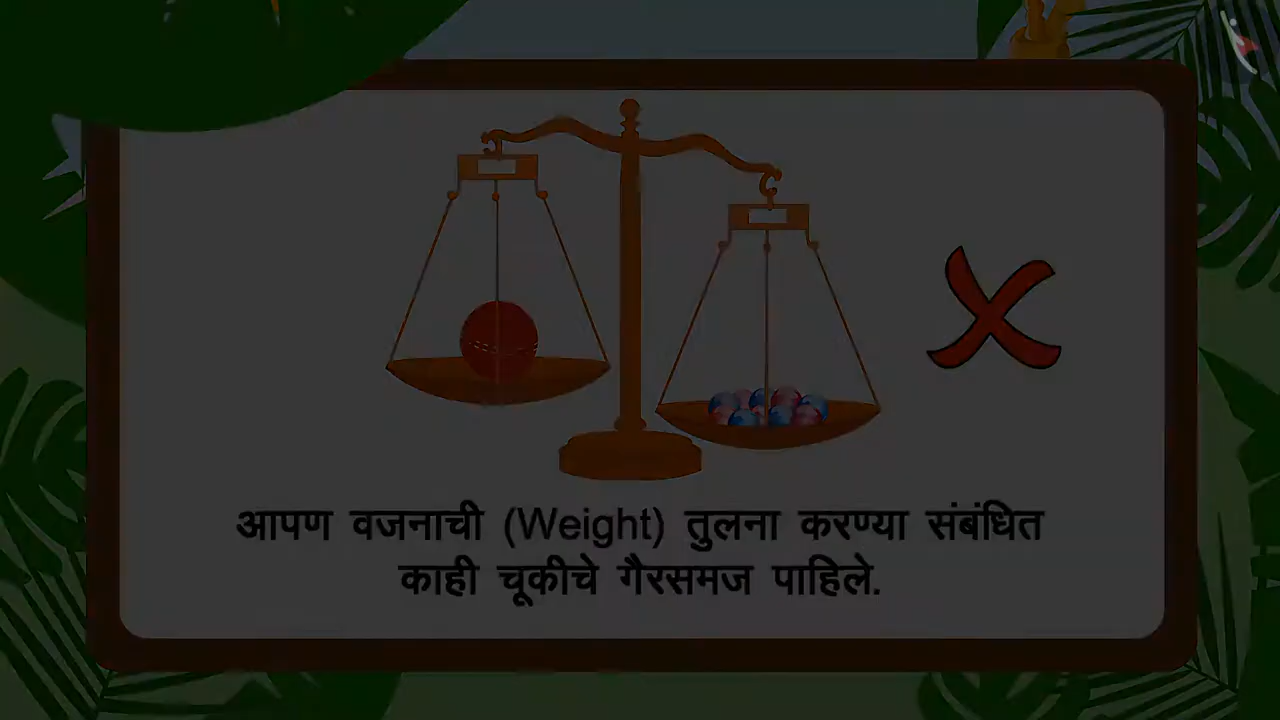 आपण वजनाची (Weight) तुलना करण्या संबंधित
काही चूकीचे गैरसमज पाहिले.